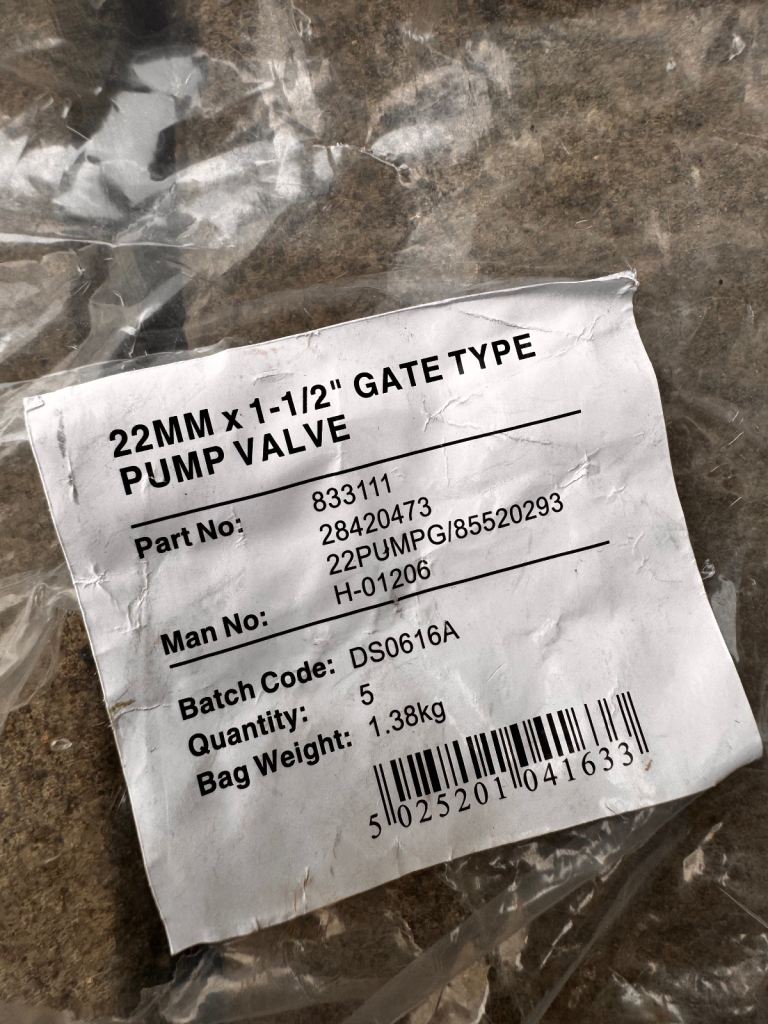 22MM x 1-1/2" GATE TYPE
PUMP VALVE
Part No: 833111
28420473
22PUMPG/85520293
Man No: H-01206
Batch Code: DS0616A
Quantity: 5
Bag Weight: 1.38kg
5 025201 041633